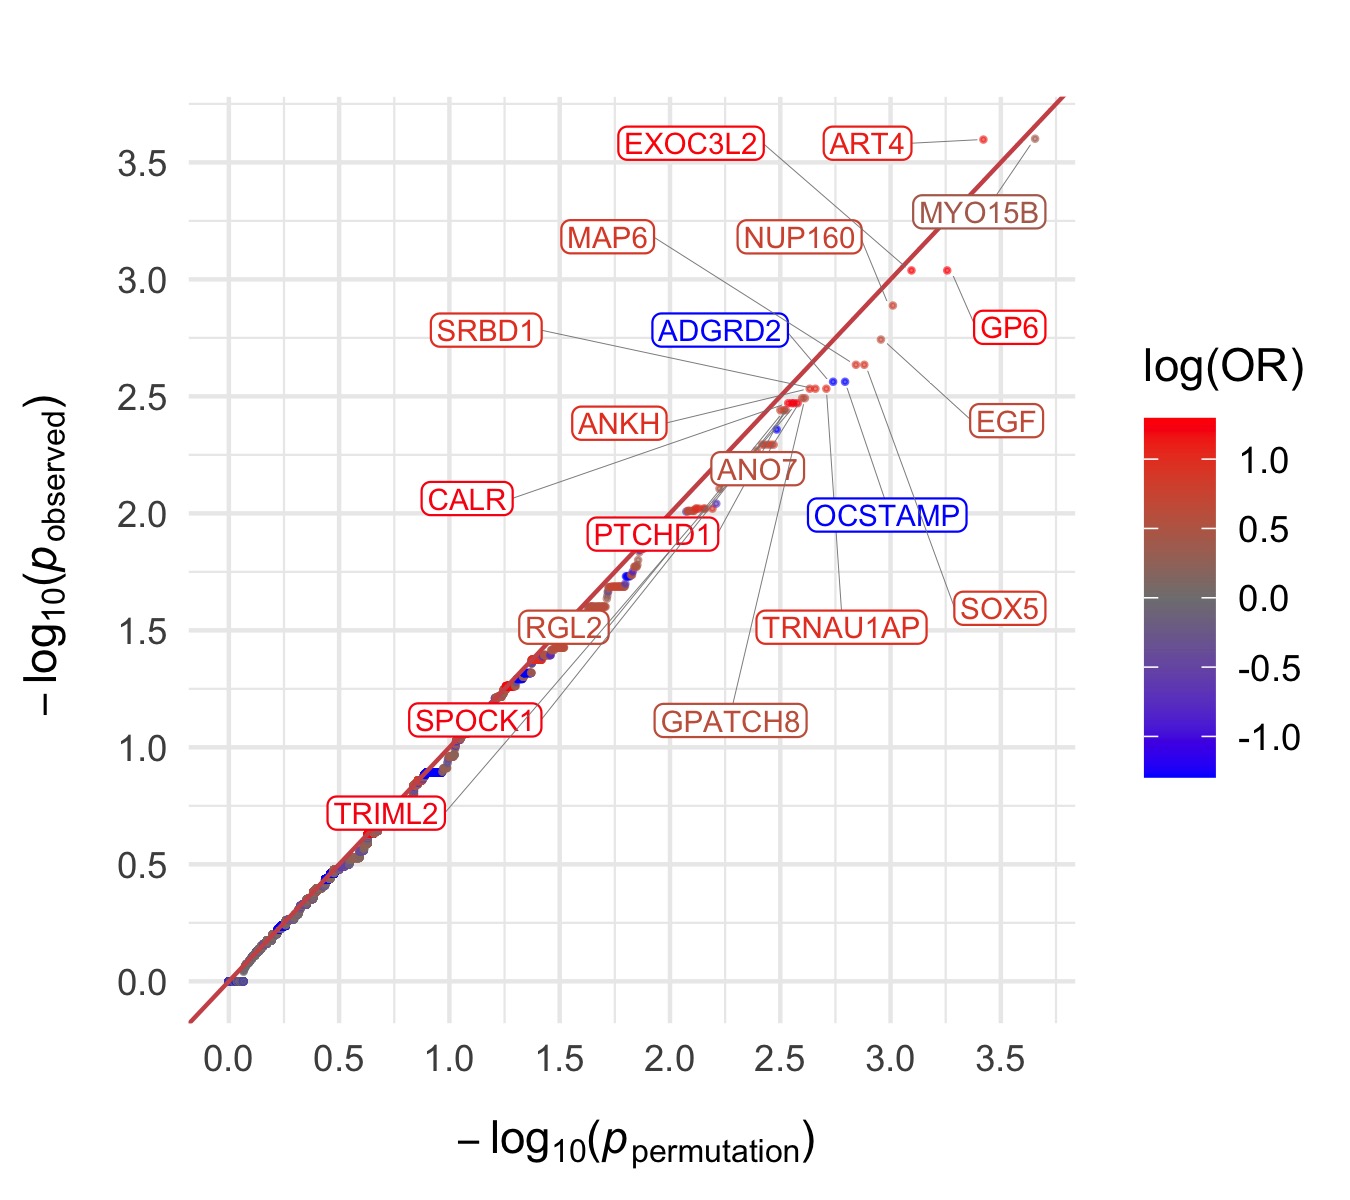 EXOC3L2
ART4
MYO15B
MAP6
NUP160
SRBD1
ADGRD2
GP6
ANKH
EGF
ANO7
CALR
OCSTAMP
PTCHD1
SOX5
RGL2
TRNAU1AP
SPOCK1
GPATCH8
TRIML2
3.5
3.0
2.5
2.0
1.5
1.0
0.5
0.0
0.0 0.5 1.0 1.5 2.0 2.5 3.0 3.5
− log10(ppermutation)
− log10(pobserved)
log(OR)
1.0
0.5
0.0
-0.5
-1.0